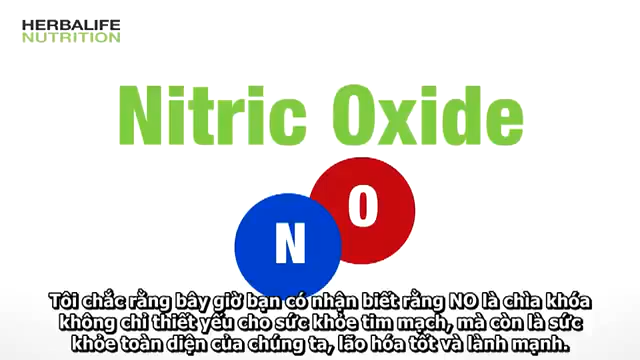 HERBALIFE
NUTRITION
Nitric Oxide
N
O
Tôi chắc rằng bây giờ bạn có nhận biết rằng NO là chìa khóa
không chỉ thiết yếu cho sức khỏe tim mạch, mà còn là sức
khỏe toàn diện của chúng ta, lão hóa tốt và lành mạnh.